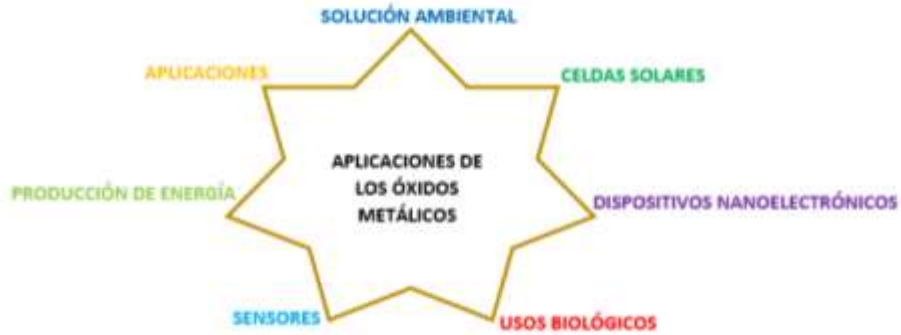 SOLUCIÓN AMBIENTAL
APLICACIONES
CELDAS SOLARES
APLICACIONES DE
LOS ÓXIDOS
METÁLICOS
PRODUCCIÓN DE ENERGÍA
DISPOSITIVOS NANOELECTRÓNICOS
SENSORES
USOS BIOLÓGICOS